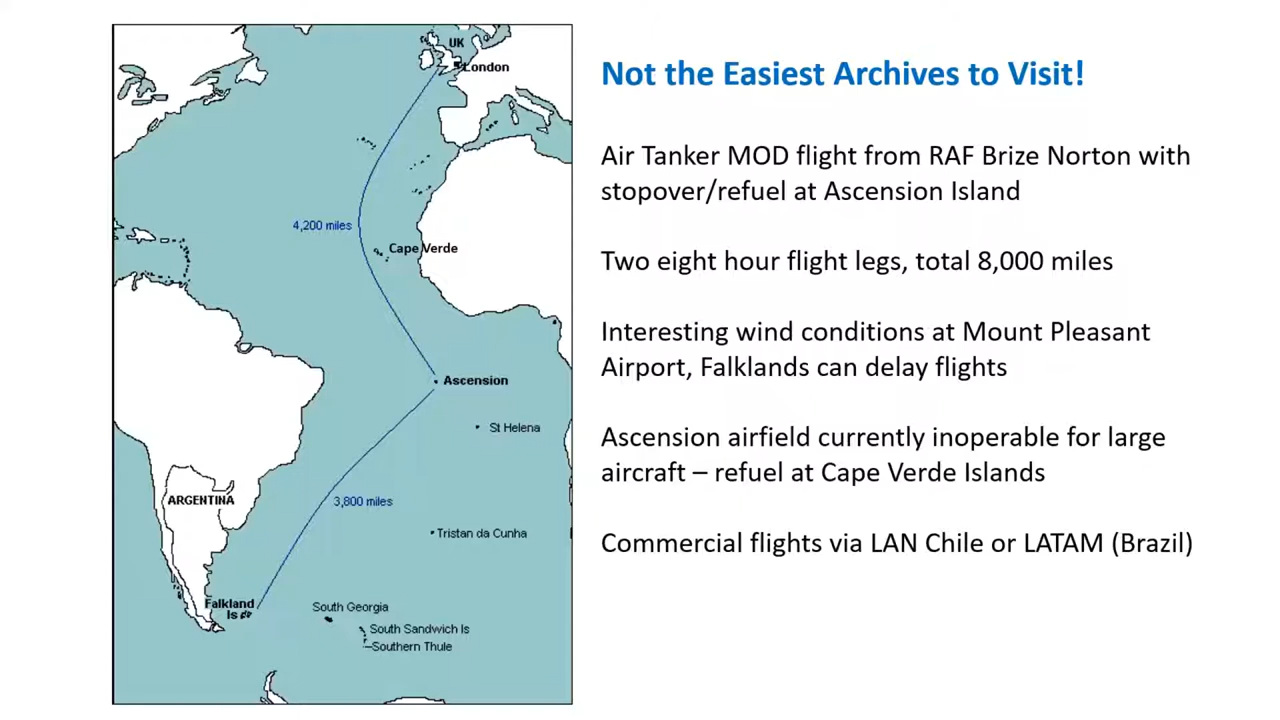 Not the Easiest Archives to Visit!
Air Tanker MOD flight from RAF Brize Norton with
stopover/refuel at Ascension Island
Two eight hour flight legs, total 8,000 miles
Interesting wind conditions at Mount Pleasant
Airport, Falklands can delay flights
Ascension airfield currently inoperable for large
aircraft – refuel at Cape Verde Islands
Commercial flights via LAN Chile or LATAM (Brazil)
UK
London
4,200 miles
Cape Verde
Ascension
St Helena
ARGENTINA
3,800 miles
Tristan da Cunha
Falkland
Is
South Georgia
South Sandwich Is
Southern Thule